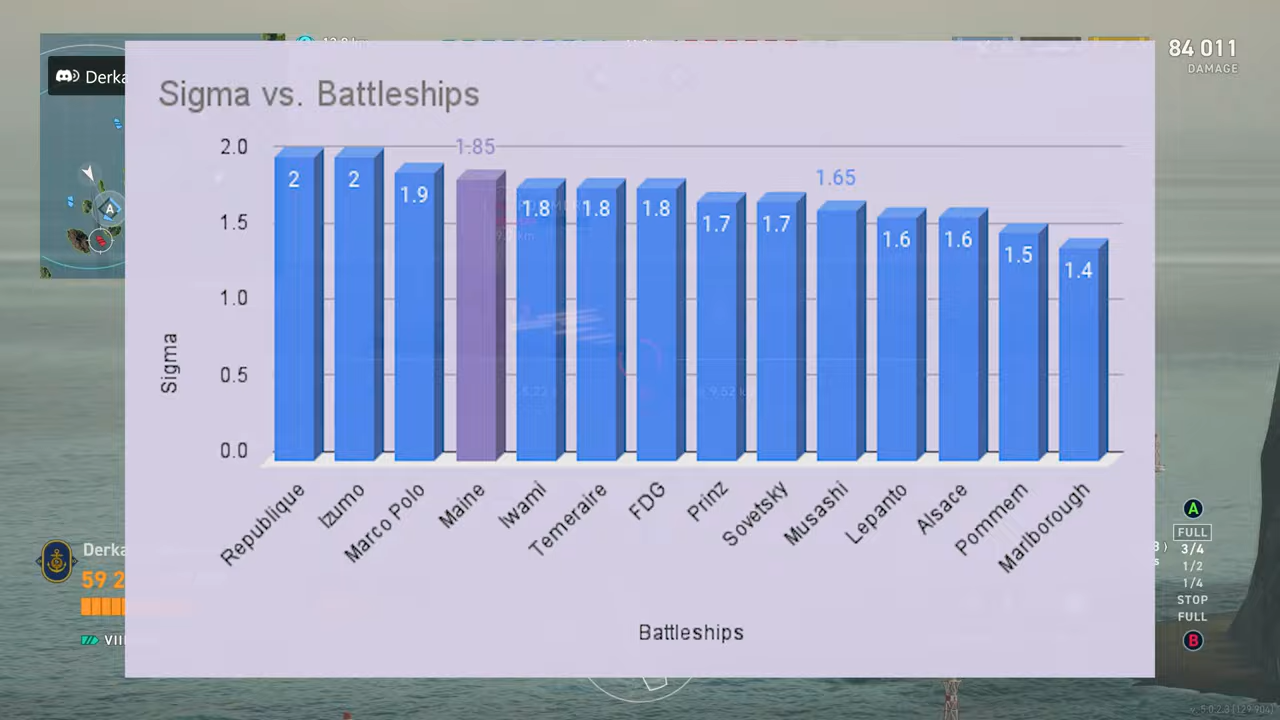 84 011
DAMAGE
Derka
Sigma vs. Battleships
2.0
1.5
1.0
0.5
0.0
Sigma
2
2
1.9
1.85
1.8
1.8
1.8
1.7
1.7
1.65
1.6
1.6
1.5
1.4
Republique
Izumo
Marco Polo
Maine
Iwami
Temeraire
FDG
Prinz
Sovetsky
Musashi
Lepanto
Alsace
Pommern
Marlborough
Battleships
A
Derka
59 2
VIII
A
FULL
3/4
1/2
1/4
STOP
FULL
B